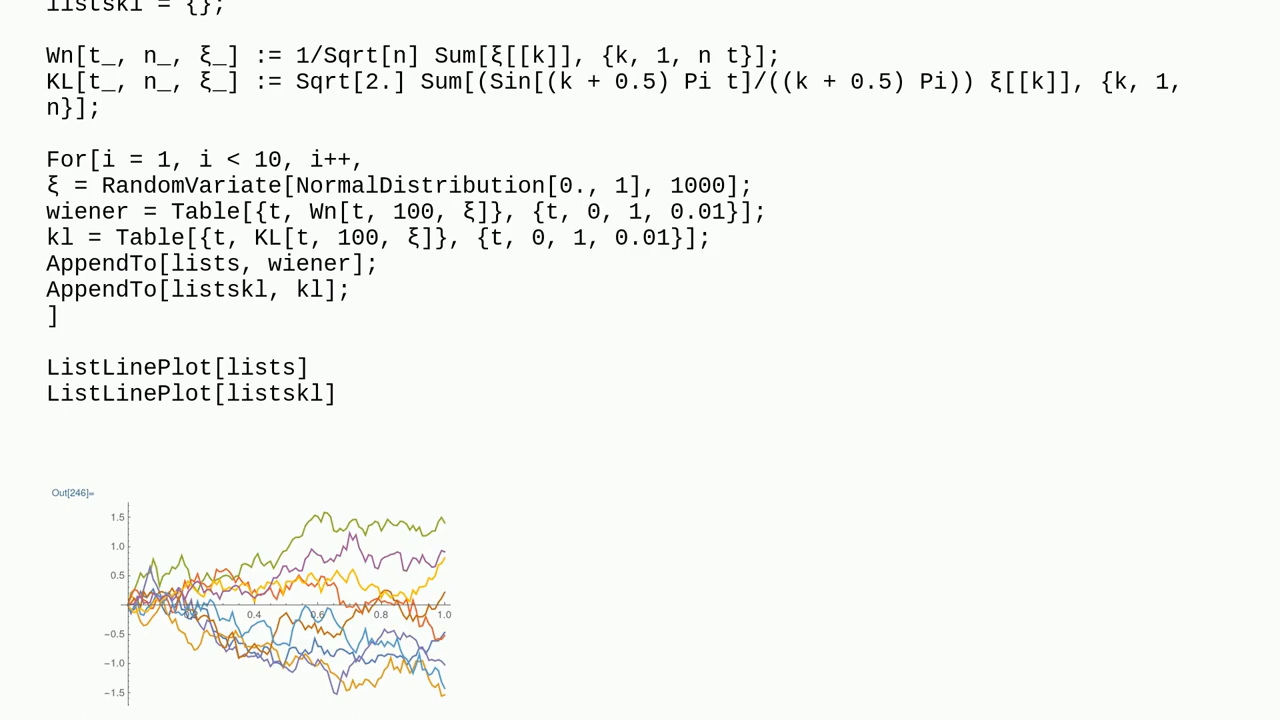 listskl = {};
Wn[t_, n_, ξ_] := 1/Sqrt[n] Sum[ξ[[k]], {k, 1, n t}];
KL[t_, n_, ξ_] := Sqrt[2.] Sum[(Sin[(k + 0.5) Pi t]/((k + 0.5) Pi)) ξ[[k]], {k, 1,
n}];
For[i = 1, i < 10, i++,
ξ = RandomVariate[NormalDistribution[0., 1], 1000];
wiener = Table[{t, Wn[t, 100, ξ]}, {t, 0, 1, 0.01}];
kl = Table[{t, KL[t, 100, ξ]}, {t, 0, 1, 0.01}];
AppendTo[lists, wiener];
AppendTo[listskl, kl];
]
ListLinePlot[lists]
ListLinePlot[listskl]
Out[246]=
1.5
1.0
0.5
0.4 0.6 0.8 1.0
−0.5
−1.0
−1.5